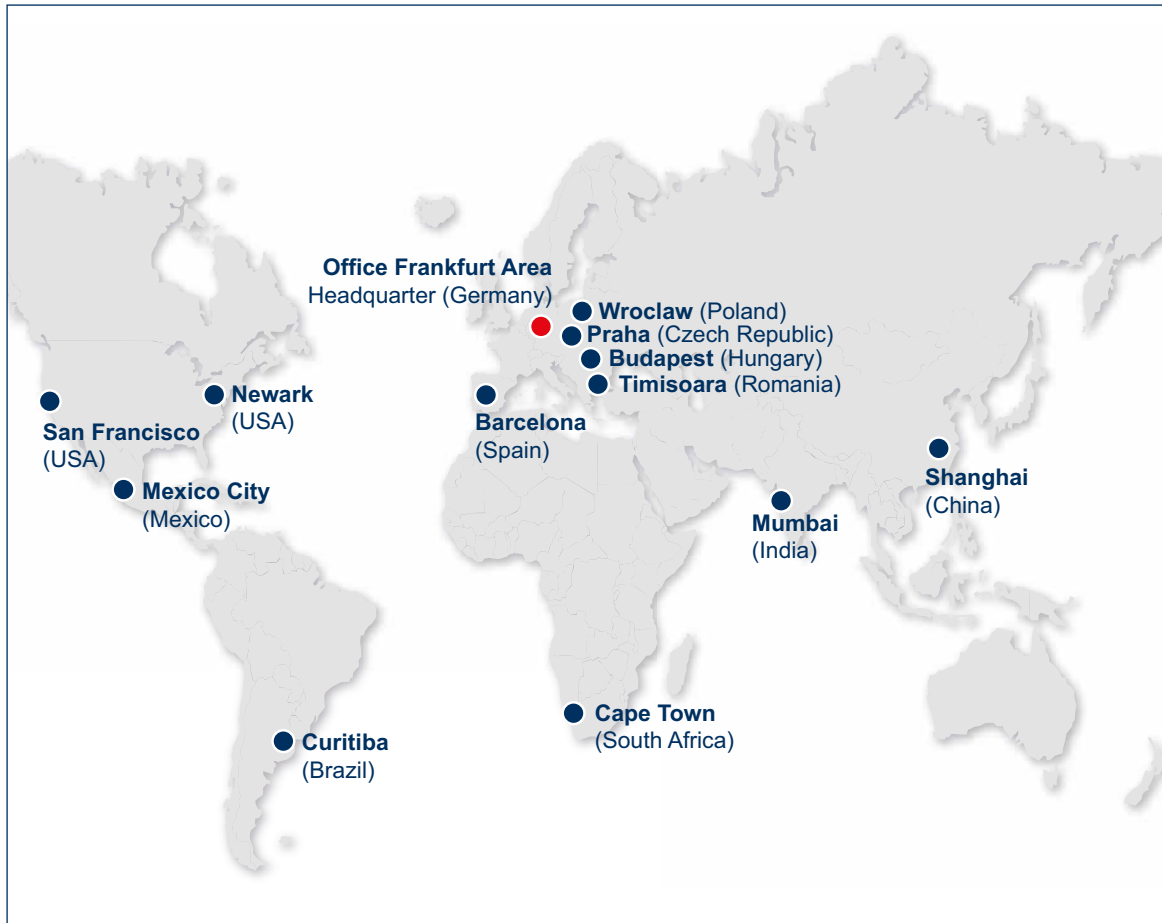 Office Frankfurt Area
Headquarter (Germany)
Wroclaw (Poland)
Praha (Czech Republic)
Budapest (Hungary)
Timisoara (Romania)
Newark
(USA)
San Francisco
(USA)
Barcelona
(Spain)
Mexico City
(Mexico)
Shanghai
(China)
Mumbai
(India)
Cape Town
(South Africa)
Curitiba
(Brazil)